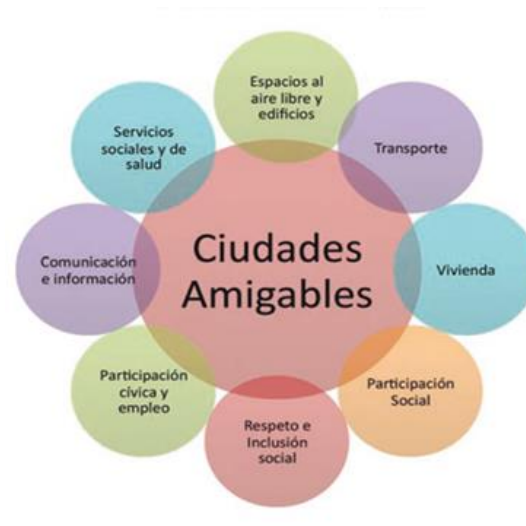 Espacios al
aire libre y
edificios
Transporte
Vivienda
Participación
Social
Respeto e
Inclusión
social
Participación
cívica y
empleo
Comunicación
e información
Servicios
sociales y de
salud
Ciudades
Amigables